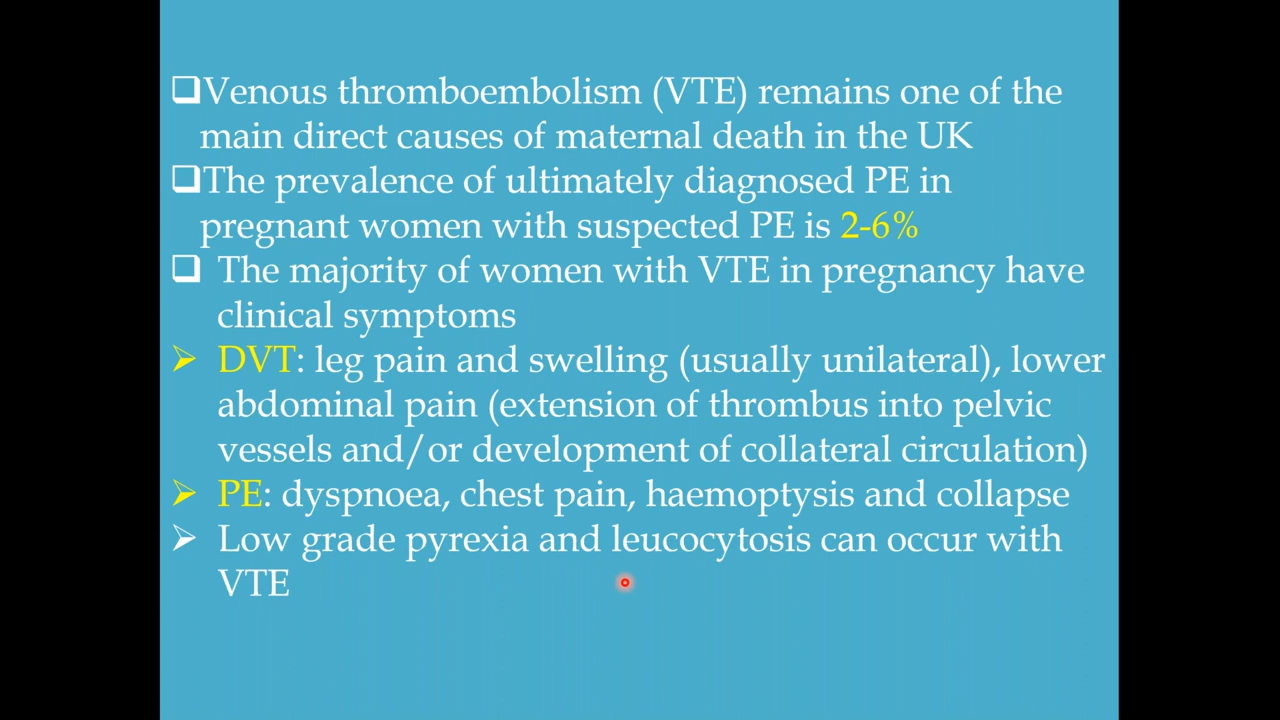 ❑Venous thromboembolism (VTE) remains one of the
main direct causes of maternal death in the UK
❑The prevalence of ultimately diagnosed PE in
pregnant women with suspected PE is 2-6%
❑ The majority of women with VTE in pregnancy have
clinical symptoms
➢ DVT: leg pain and swelling (usually unilateral), lower
abdominal pain (extension of thrombus into pelvic
vessels and/or development of collateral circulation)
➢ PE: dyspnoea, chest pain, haemoptysis and collapse
➢ Low grade pyrexia and leucocytosis can occur with
VTE